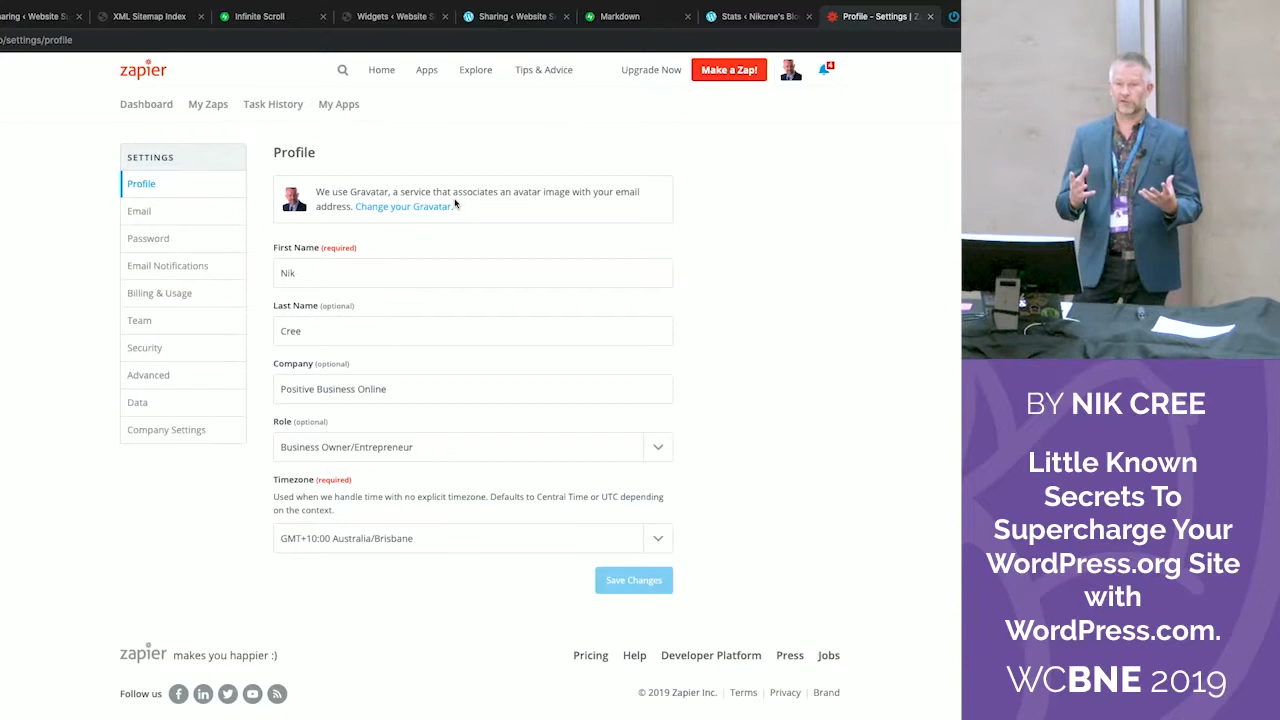 haring ‹ Website S
XML Sitemap Index
Infinite Scroll
Widgets ‹ Website S
Sharing ‹ Website S
Markdown
Stats ‹ Nikcree's Blo
Profile - Settings | Z
o/settings/profile
zapier
Home
Apps
Explore
Tips & Advice
Upgrade Now
Make a Zap!
4
Dashboard
My Zaps
Task History
My Apps
SETTINGS
Profile
Email
Password
Email Notifications
Billing & Usage
Team
Security
Advanced
Data
Company Settings
Profile
We use Gravatar, a service that associates an avatar image with your email
address. Change your Gravatar.
First Name (required)
Nik
Last Name (optional)
Cree
Company (optional)
Positive Business Online
Role (optional)
Business Owner/Entrepreneur
Timezone (required)
Used when we handle time with no explicit timezone. Defaults to Central Time or UTC depending
on the context.
GMT+10:00 Australia/Brisbane
Save Changes
zapier makes you happier :)
Pricing
Help
Developer Platform
Press
Jobs
Follow us
© 2019 Zapier Inc.
Terms
Privacy
Brand
BY NIK CREE
Little Known
Secrets To
Supercharge Your
WordPress.org Site
with
WordPress.com.
WCBNE 2019